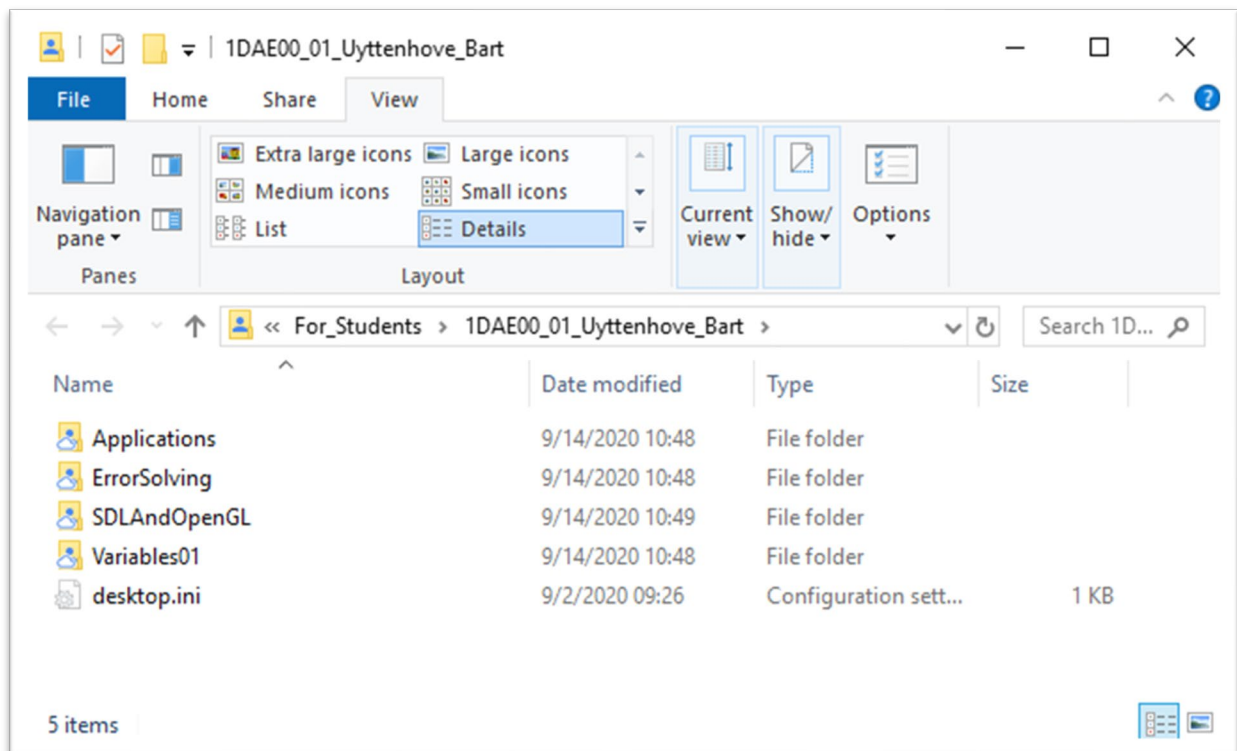 1DAE00_01_Uyttenhove_Bart
File Home Share View
Extra large icons Large icons
Medium icons Small icons
List Details
Navigation pane
Current view
Show/ hide
Options
Panes Layout
« For_Students › 1DAE00_01_Uyttenhove_Bart › Search 1D...
Name Date modified Type Size
Applications 9/14/2020 10:48 File folder
ErrorSolving 9/14/2020 10:48 File folder
SDLAndOpenGL 9/14/2020 10:49 File folder
Variables01 9/14/2020 10:48 File folder
desktop.ini 9/2/2020 09:26 Configuration sett... 1 KB
5 items